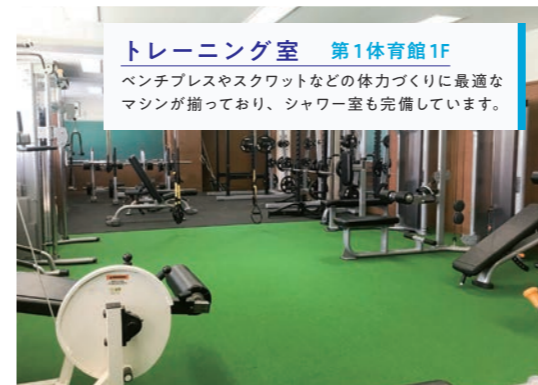 トレーニング室 第1体育館1F
ベンチプレスやスクワットなどの体力づくりに最適な
マシンが揃っており、シャワー室も完備しています。